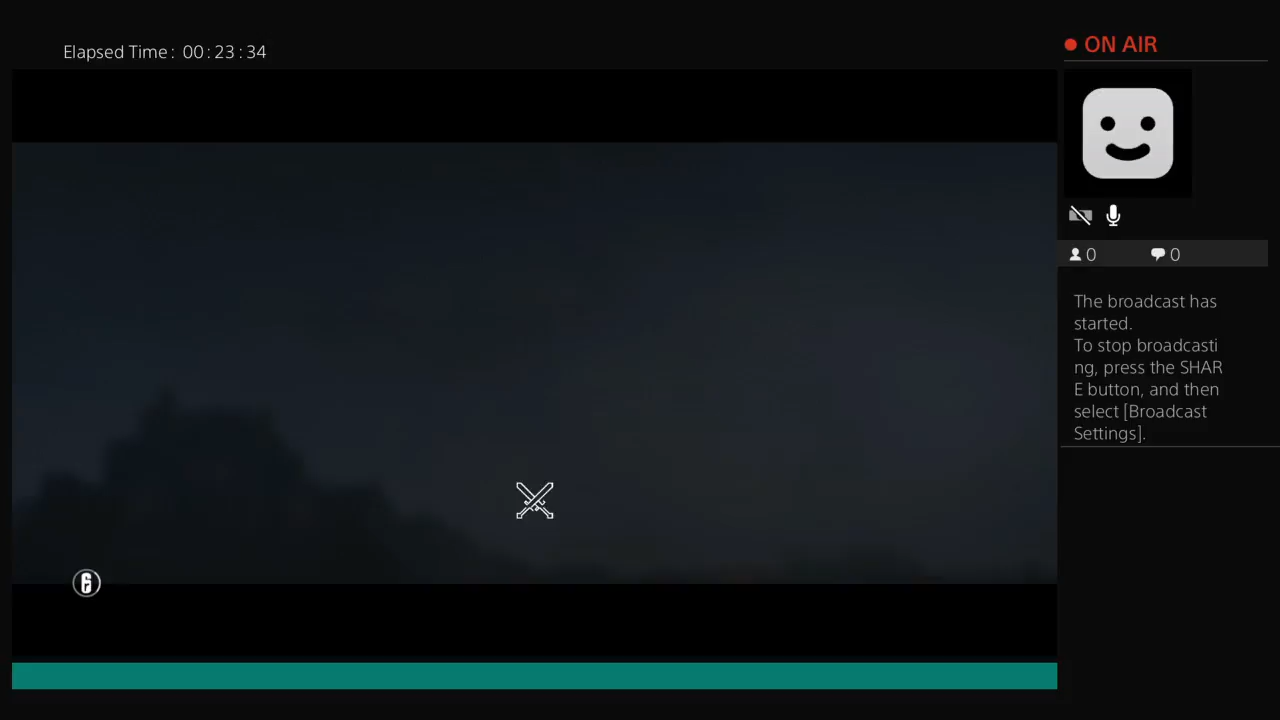 Elapsed Time: 00:23:34
ON AIR
0 0
The broadcast has
started.
To stop broadcasti
ng, press the SHAR
E button, and then
select [Broadcast
Settings].
6